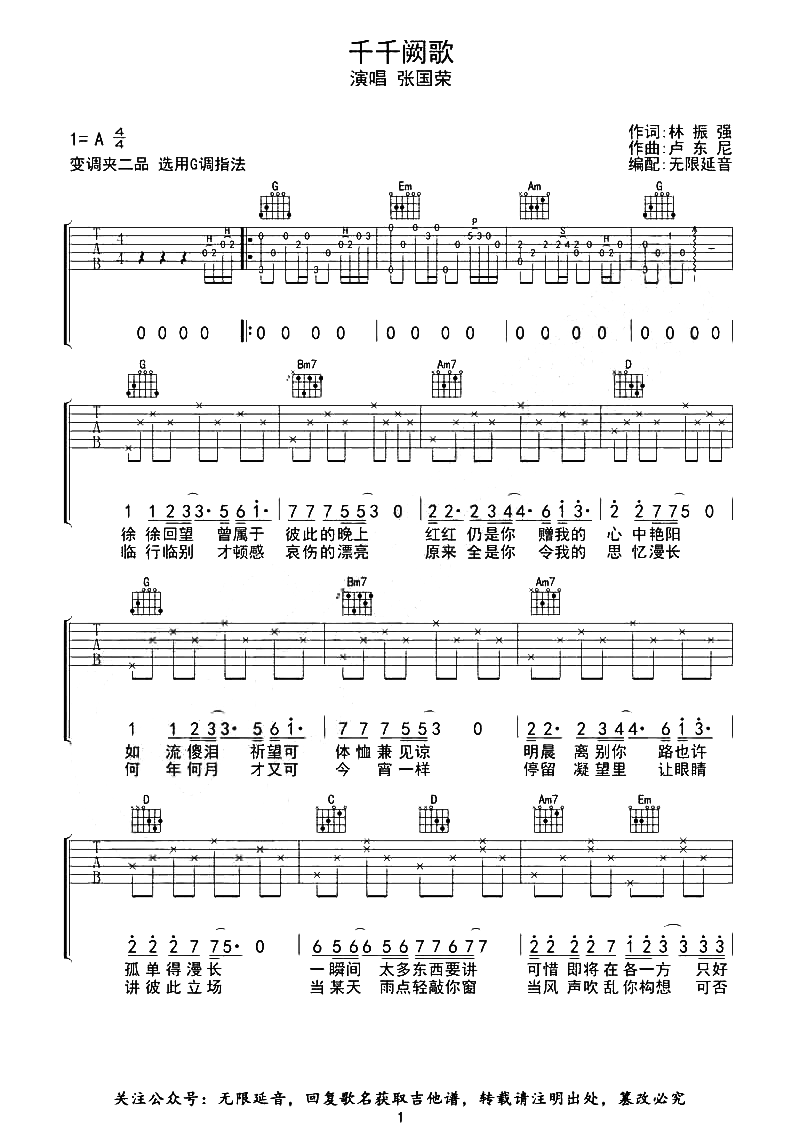 千千阙歌
演唱 张国荣
1= A 4/4
作词:林 振 强
作曲:卢 东 尼
变调夹二品 选用G调指法
编配:无限延音
G Em Am G
H H H P S H
T A B 4 4
0 0 0 0 0 0 0 0 0 0 0 0 0 0 0 0 0 0 0 0
G Bm7 Am7 D
T A B
1 1 2 3 3· 5 6 1· 7 7 7 5 5 3 0 2 2· 2 3 4 4· 6 1 3· 2 2 7 7 5 0
徐 徐回望 曾属于 彼此的晚上 红红 仍是你 赠我的 心 中艳阳
临 行临别 才顿感 哀伤的漂亮 原来 全是你 令我的 思 忆漫长
G Bm7 Am7
T A B
1 1 2 3 3· 5 6 1· 7 7 7 5 5 3 0 2 2· 2 3 4 4· 6 1 3·
如 流傻泪 祈望可 体恤兼见谅 明晨 离别你 路也许
何 年何月 才又可 今 宵一样 停留 凝望里 让眼睛
D C D Am7 Em
T A B
2 2 2 7 7 5· 0 6 5 6 6 5 6 7 7 6 7 7 2 2 2 2 7 1 2 3 3 3 3
孤单得漫长 一瞬间 太多东西要讲 可惜 即将在各一方 只好
讲彼此立场 当某天 雨点轻敲你窗 当风 声吹乱你构想 可否
关注公众号：无限延音，回复歌名获取吉他谱，转载请注明出处，篡改必究
1